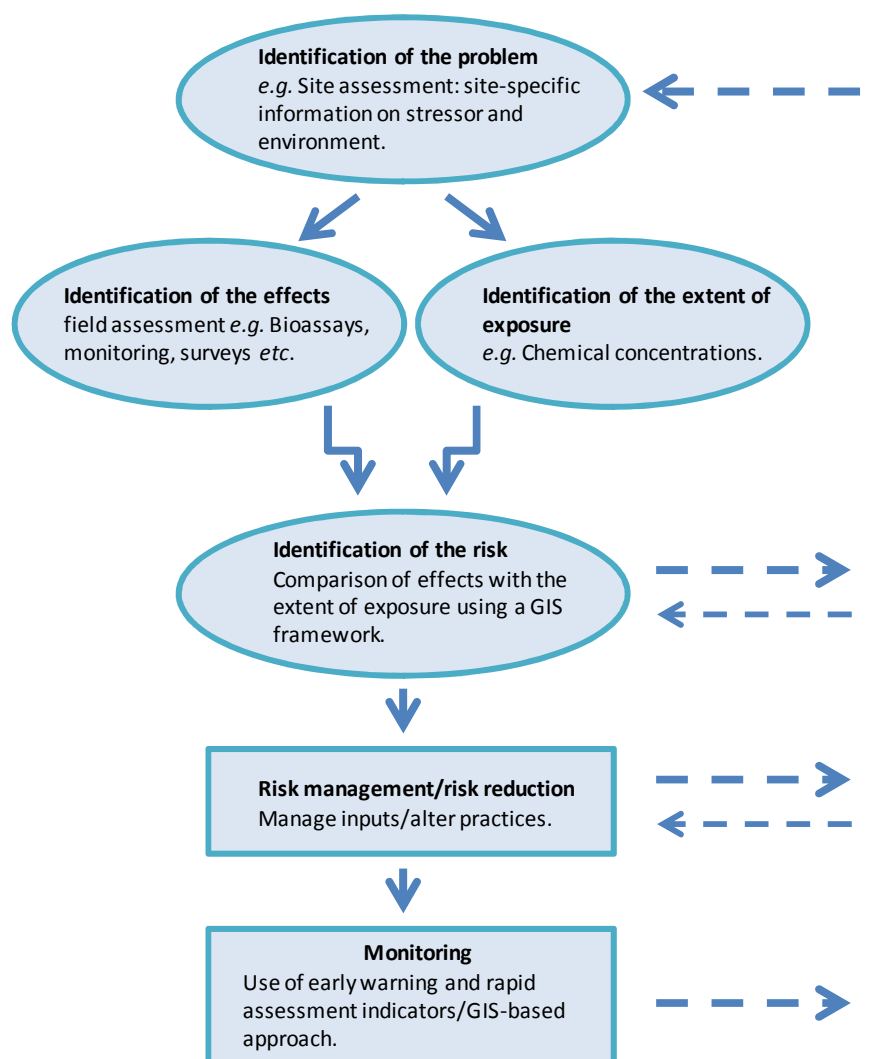 Identification of the problem
e.g. Site assessment: site-specific
information on stressor and
environment.
Identification of the effects
field assessment e.g. Bioassays,
monitoring, surveys etc.
Identification of the extent of
exposure
e.g. Chemical concentrations.
Identification of the risk
Comparison of effects with the
extent of exposure using a GIS
framework.
Risk management/risk reduction
Manage inputs/alter practices.
Monitoring
Use of early warning and rapid
assessment indicators/GIS-based
approach.